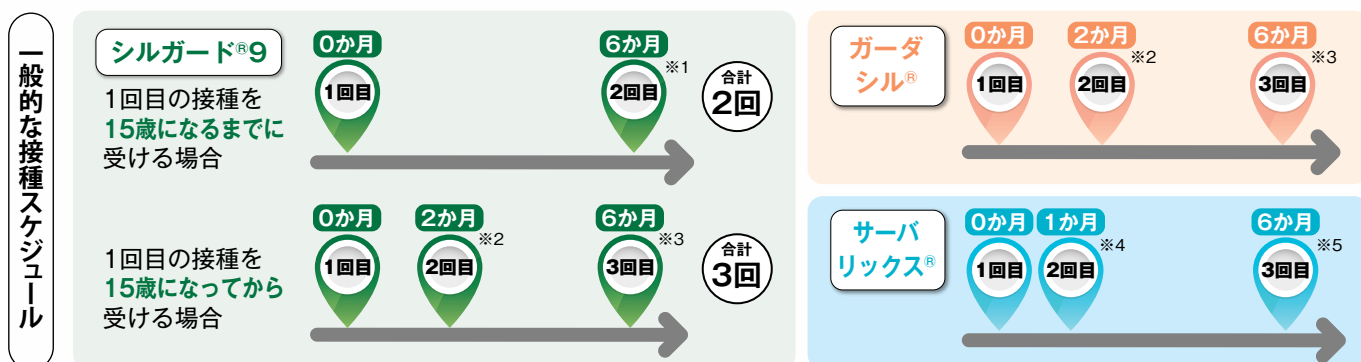 一般的な接種スケジュール
シルガード®9
1回目の接種を
15歳になるまでに
受ける場合
0か月
1回目
6か月
※1
2回目
合計
2回
1回目の接種を
15歳になってから
受ける場合
0か月
1回目
2か月
※2
2回目
6か月
※3
3回目
合計
3回
ガーダ
シル®
0か月
1回目
2か月
※2
2回目
6か月
※3
3回目
サーバ
リックス®
0か月
1回目
1か月
※4
2回目
6か月
※5
3回目